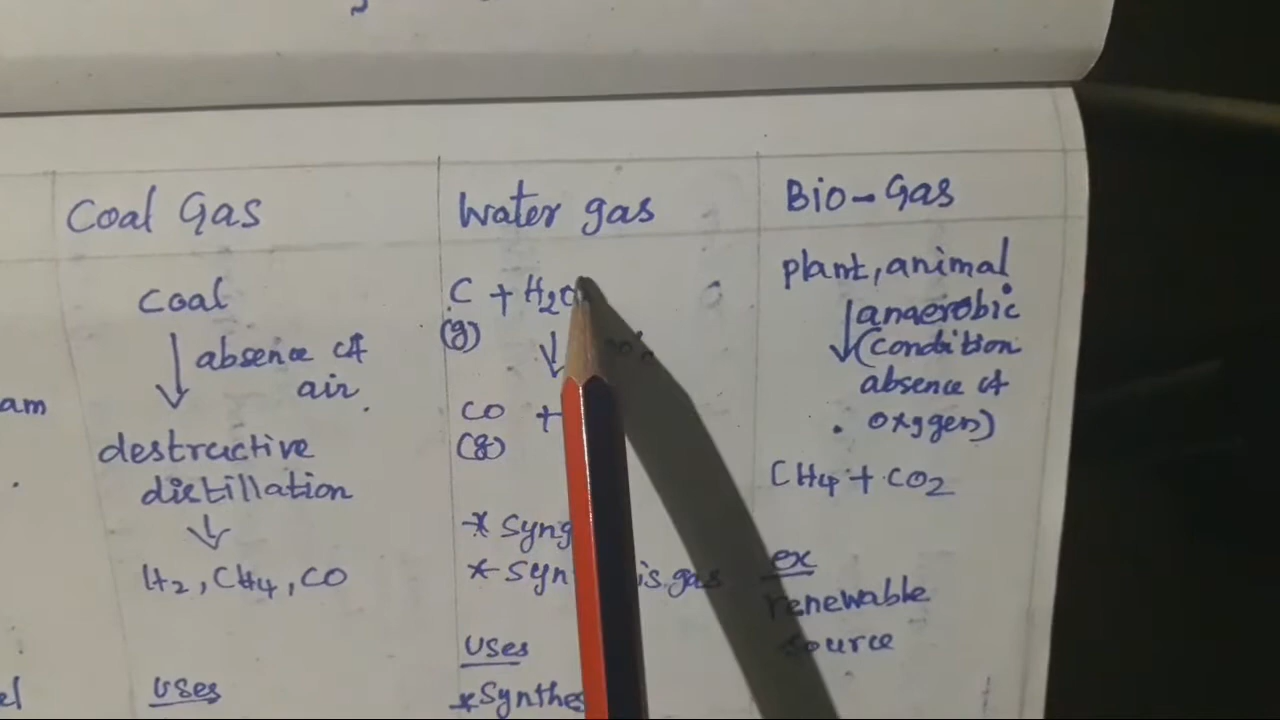 Coal Gas
coal
absence of
air
destructive
distillation
H2, CH4, CO
uses
am
Water gas
C + H2O
(g)
CO +
(g)
* Syng
* Syn is gas
uses
* Synthes
Bio-Gas
plant, animal
anaerobic
(condition
absence of
oxygen)
CH4 + CO2
ex
renewable
source